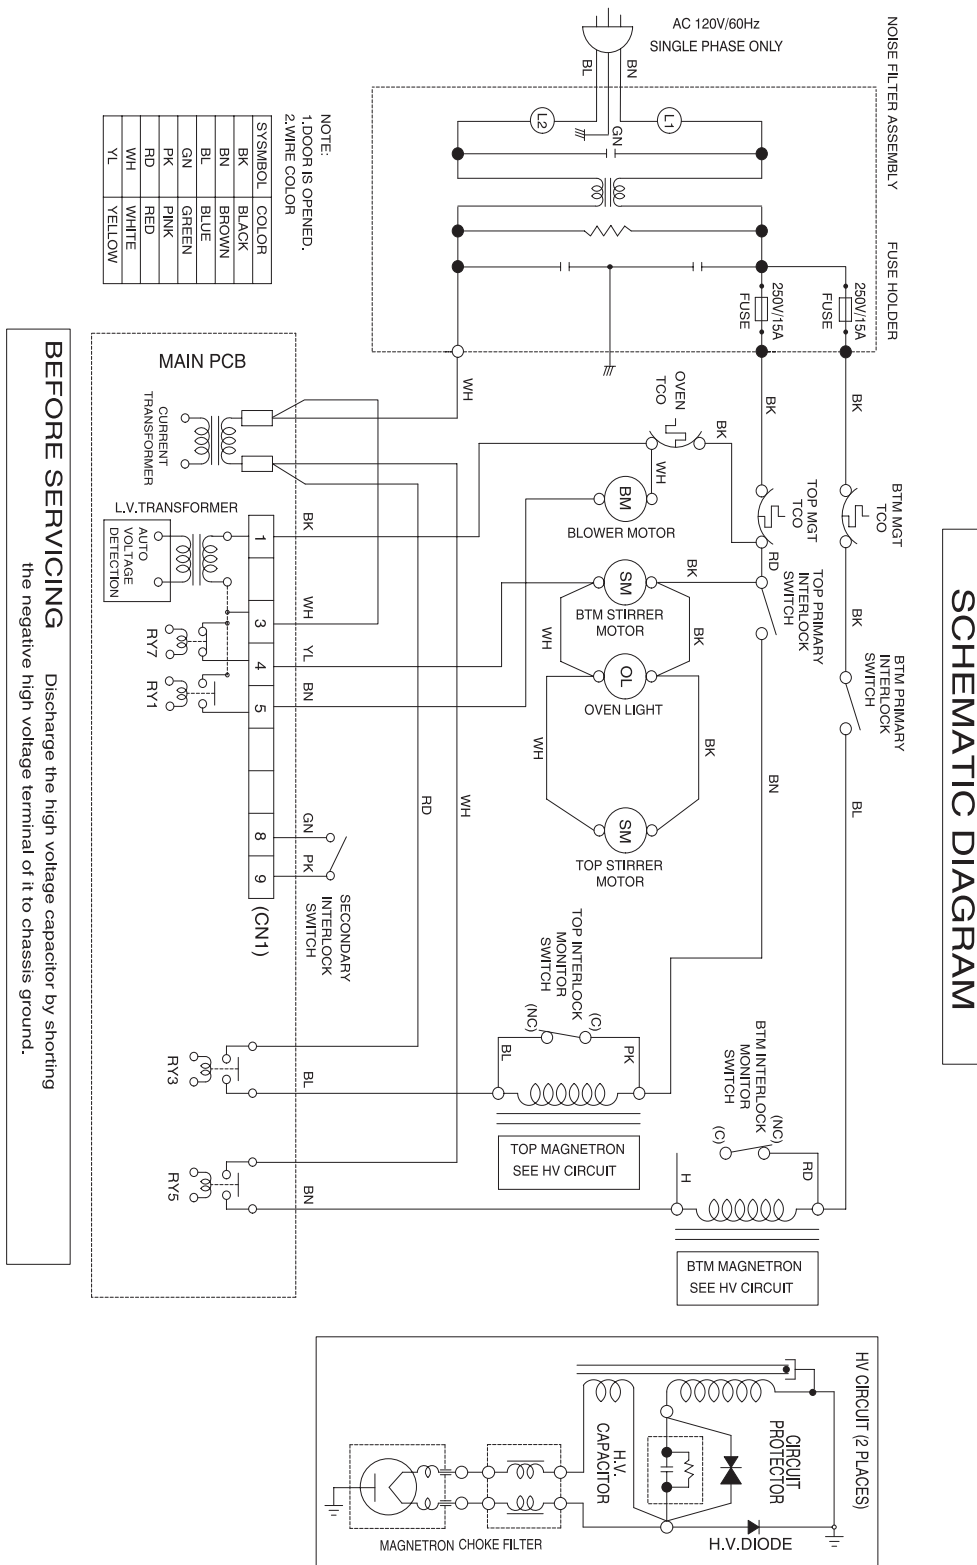 SCHEMATIC DIAGRAM
NOISE FILTER ASSEMBLY
FUSE HOLDER
AC 120V/60Hz
SINGLE PHASE ONLY
BL
BN
GN
L2
L1
250V/15A
FUSE
250V/15A
FUSE
NOTE:
1.DOOR IS OPENED.
2.WIRE COLOR
SYSMBOL COLOR
BK BLACK
BN BROWN
BL BLUE
GN GREEN
PK PINK
RD RED
WH WHITE
YL YELLOW
WH
BK
BK
OVEN
TCO
BK
TOP MGT
TCO
BTM MGT
TCO
WH
BM
BLOWER MOTOR
RD
TOP PRIMARY
INTERLOCK
SWITCH
BK
BTM PRIMARY
INTERLOCK
SWITCH
BK
SM
BTM STIRRER
MOTOR
WH
BK
OL
OVEN LIGHT
WH
BK
SM
TOP STIRRER
MOTOR
BN
BL
MAIN PCB
CURRENT
TRANSFORMER
L.V.TRANSFORMER
AUTO
VOLTAGE
DETECTION
BK
1
WH
3
YL
4
BN
5
RY7
RY1
GN
8
PK
9
(CN1)
SECONDARY
INTERLOCK
SWITCH
RD
WH
RY3
BL
RY5
BN
TOP INTERLOCK
MONITOR
SWITCH
(NC)
(C)
BL
PK
TOP MAGNETRON
SEE HV CIRCUIT
BTM INTERLOCK
MONITOR
SWITCH
(C)
(NC)
H
RD
BTM MAGNETRON
SEE HV CIRCUIT
HV CIRCUIT (2 PLACES)
CIRCUIT
PROTECTOR
H.V.
CAPACITOR
H.V.DIODE
MAGNETRON
CHOKE FILTER
BEFORE SERVICING
Discharge the high voltage capacitor by shorting
the negative high voltage terminal of it to chassis ground.